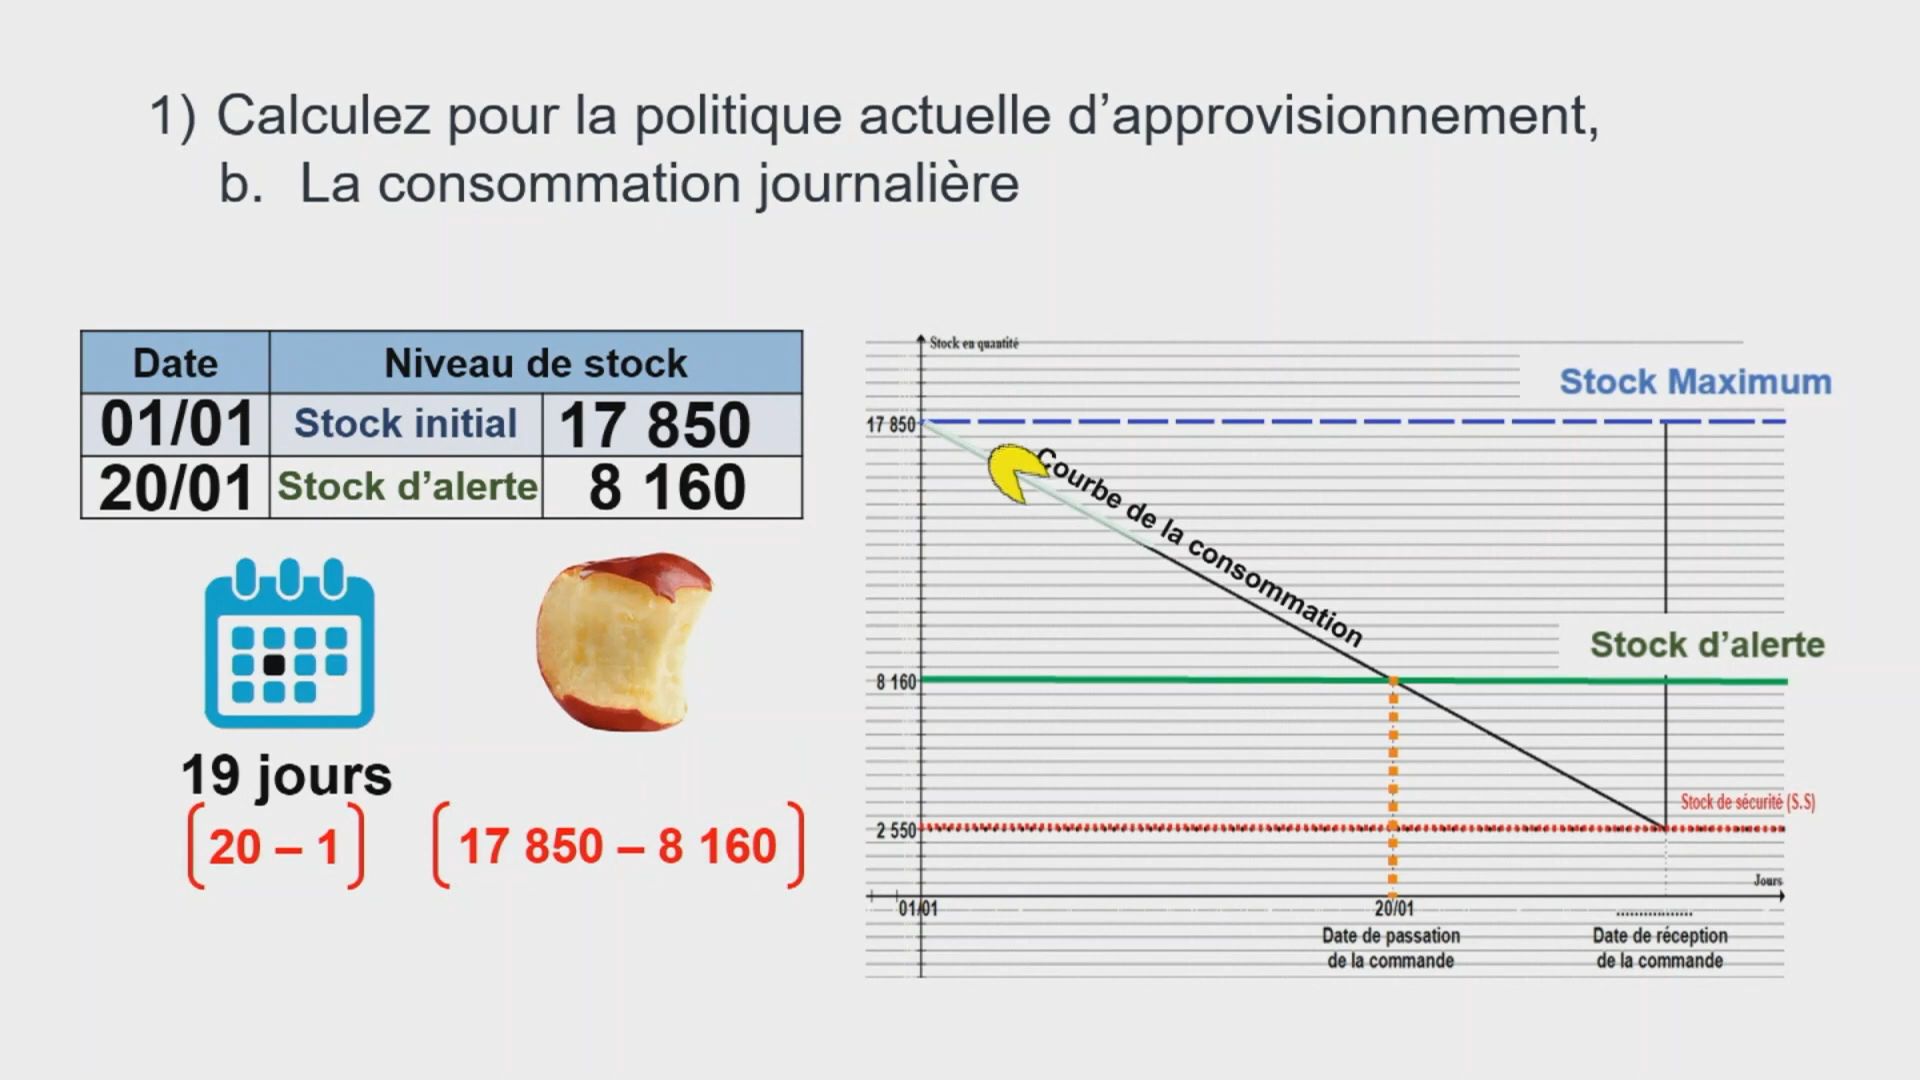 1) Calculez pour la politique actuelle d’approvisionnement,
b. La consommation journalière
Date Niveau de stock
01/01 Stock initial 17 850
20/01 Stock d’alerte 8 160
19 jours
(20 – 1) (17 850 – 8 160)
Stock en quantité
Stock Maximum
17 850
Courbe de la consommation
Stock d’alerte
8 160
Stock de sécurité (S.S)
2 550
Jours
01/01 20/01 .................
Date de passation
de la commande
Date de réception
de la commande